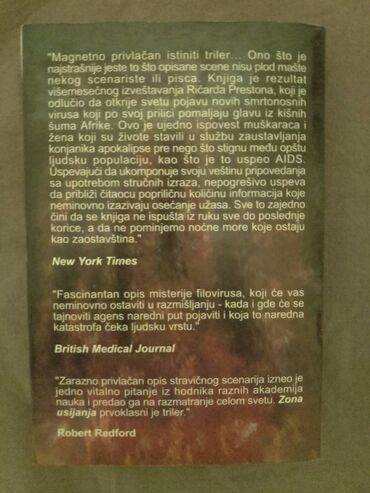 "Magnetno privlačan istiniti triler... Ono što je
najstrašnije jeste to što opisane scene nisu plod mašte
nekog scenariste ili pisca. Knjiga je rezultat
višemesečnog izveštavanja Ričarda Prestona, koji je
odlučio da otkrije svetu pojavu novih smrtonosnih
virusa koji po svoj prilici pomaljaju glavu iz kišnih
šuma Afrike. Ovo je ujedno ispovest muškaraca i
žena koji su živote stavili u službu zaustavljanja
konjanika apokalipse pre nego što stignu među opštu
ljudsku populaciju, kao što je to uspeo AIDS.
Uspevajući da ukomponuje svoju veštinu pripovedanja
sa upotrebom stručnih izraza, nepogrešivo uspeva
da približi čitaocu popriličnu količinu informacija koje
neminovno izazivaju osećanje užasa. Sve to zajedno
čini da se knjiga ne ispušta iz ruke sve do poslednje
korice, a da ne pominjemo noćne more koje ostaju
kao zaostavština."
New York Times
"Fascinantan opis misterije filovirusa, koji će vas
neminovno ostaviti u razmišljanju - kada i gde će se
tajnoviti agens naredni put pojaviti i koja to naredna
katastrofa čeka ljudsku vrstu."
British Medical Journal
"Zarazno privlačan opis stravičnog scenarija izneo je
jedno vitalno pitanje iz hodnika raznih akademija
nauka i predao ga na razmatranje celom svetu. Zona
usijanja prvoklasni je triler."
Robert Redford